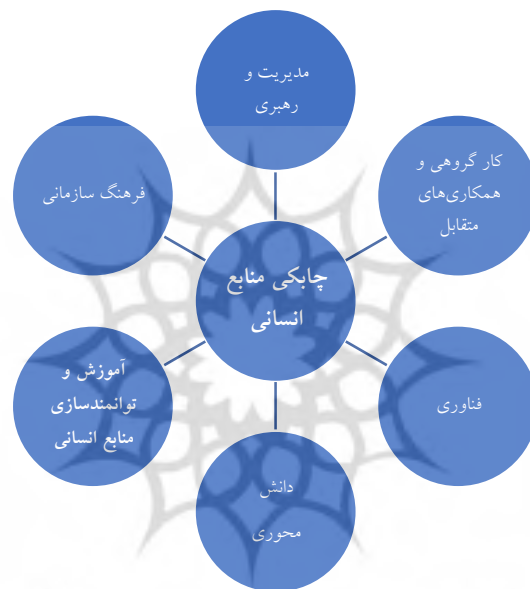 مدیریت و
رهبری
کار گروهی و
همکاری‌های
متقابل
فرهنگ سازمانی
چابکی منابع
انسانی
فناوری
آموزش و
توانمندسازی
منابع انسانی
دانش
محوری